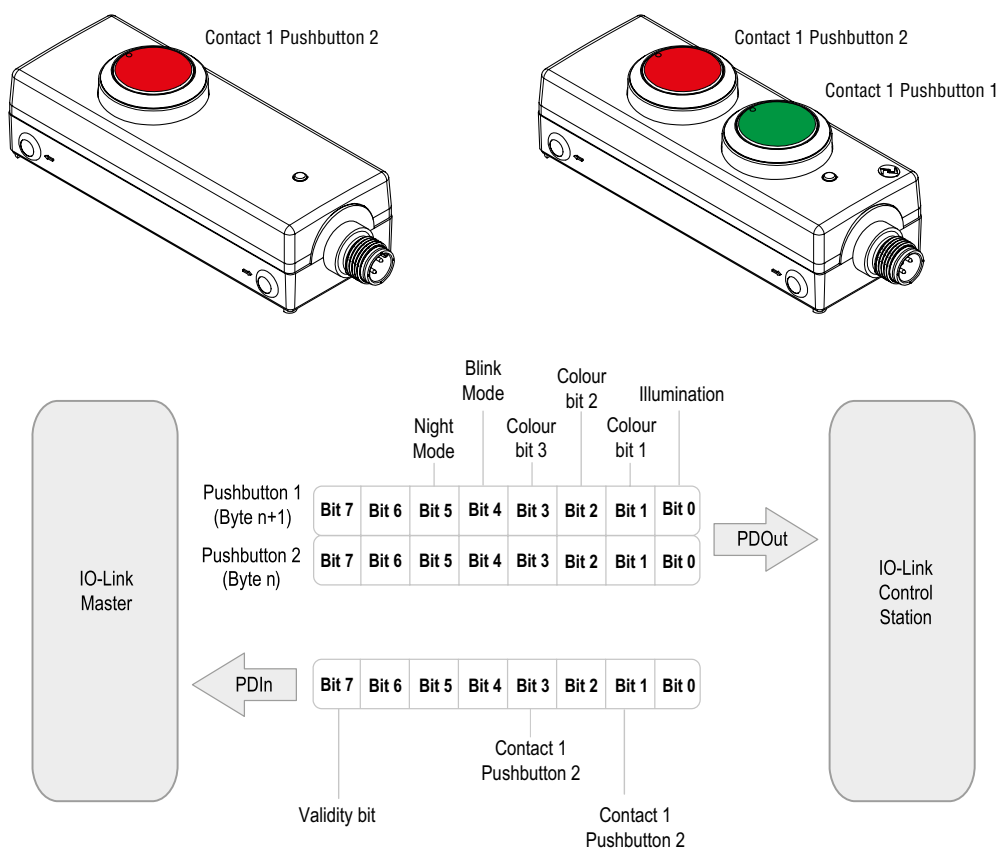 Contact 1 Pushbutton 2
Contact 1 Pushbutton 2
Contact 1 Pushbutton 1
Blink
Mode
Colour
bit 2
Illumination
Night
Mode
Colour
bit 3
Colour
bit 1
Pushbutton 1
(Byte n+1)
Bit 7 Bit 6 Bit 5 Bit 4 Bit 3 Bit 2 Bit 1 Bit 0
Pushbutton 2
(Byte n)
Bit 7 Bit 6 Bit 5 Bit 4 Bit 3 Bit 2 Bit 1 Bit 0
PDOut
IO-Link
Master
IO-Link
Control
Station
PDIn
Bit 7 Bit 6 Bit 5 Bit 4 Bit 3 Bit 2 Bit 1 Bit 0
Contact 1
Pushbutton 2
Validity bit
Contact 1
Pushbutton 2